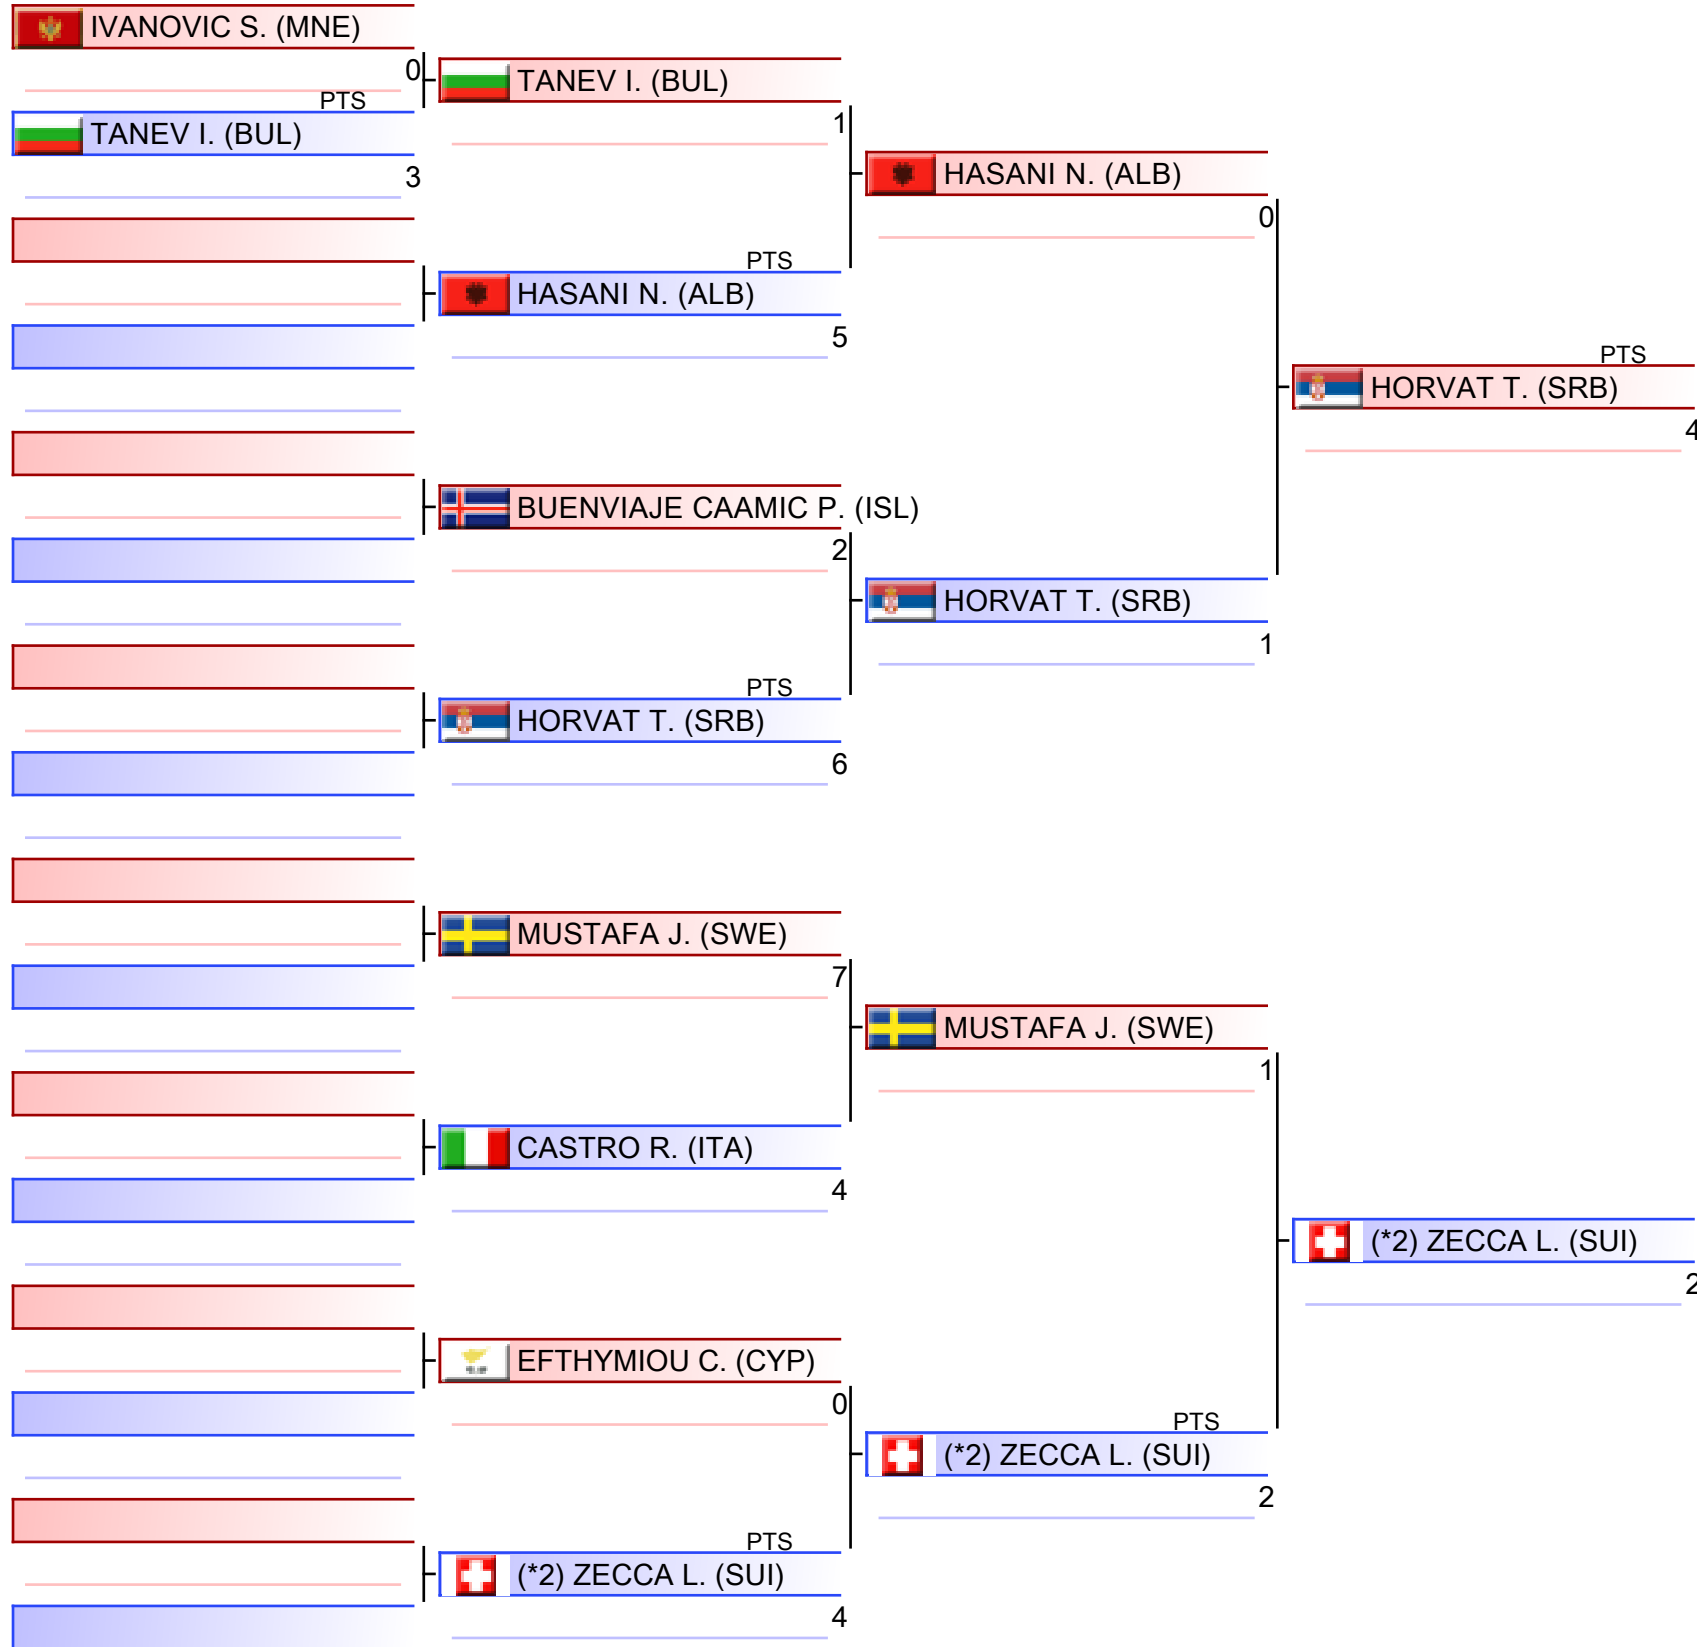 IVANOVIC S. (MNE)
0
PTS
TANEV I. (BUL)
3
TANEV I. (BUL)
1
PTS
HASANI N. (ALB)
5
BUENVIAJE CAAMIC P. (ISL)
2
PTS
HORVAT T. (SRB)
6
MUSTAFA J. (SWE)
7
CASTRO R. (ITA)
4
EFTHYMIOU C. (CYP)
0
PTS
(*2) ZECCA L. (SUI)
4
HASANI N. (ALB)
0
HORVAT T. (SRB)
1
MUSTAFA J. (SWE)
1
PTS
(*2) ZECCA L. (SUI)
2
PTS
HORVAT T. (SRB)
4
(*2) ZECCA L. (SUI)
2